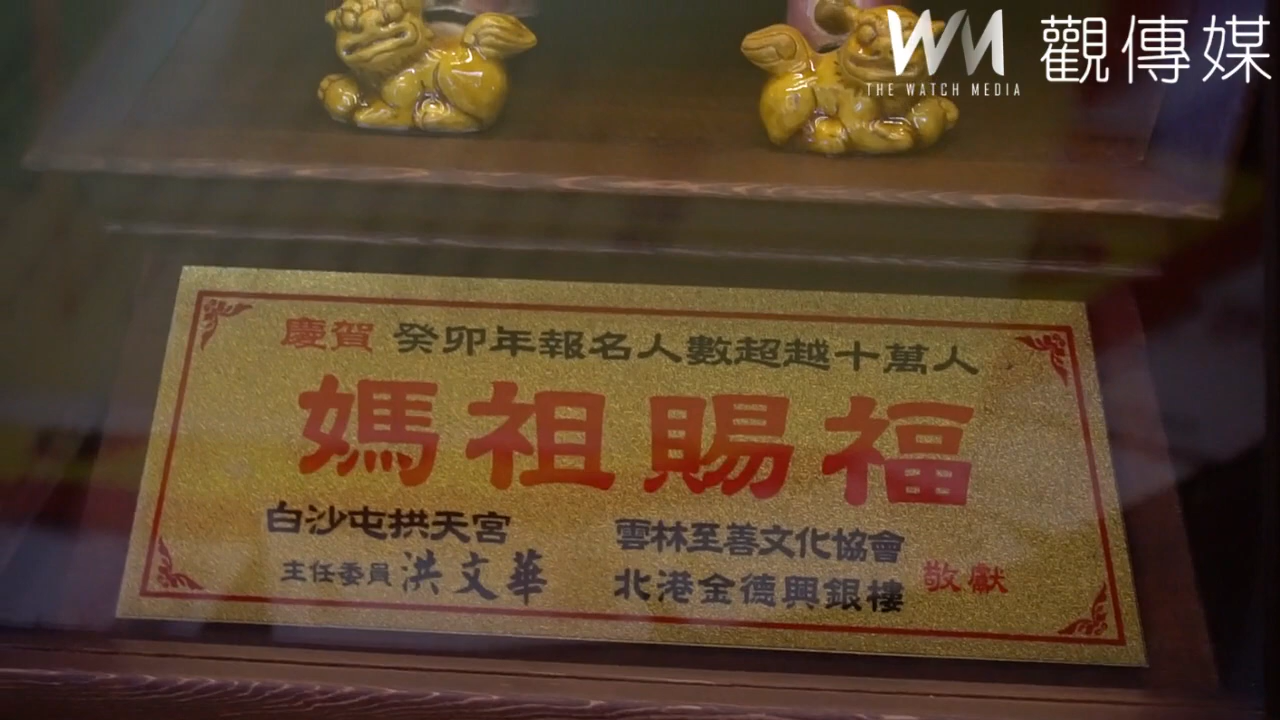 WM 觀傳媒
THE WATCH MEDIA
慶賀 癸卯年報名人數超越十萬人
媽祖賜福
白沙屯拱天宮
主任委員 洪文華
雲林至善文化協會
北港金德興銀樓
敬獻